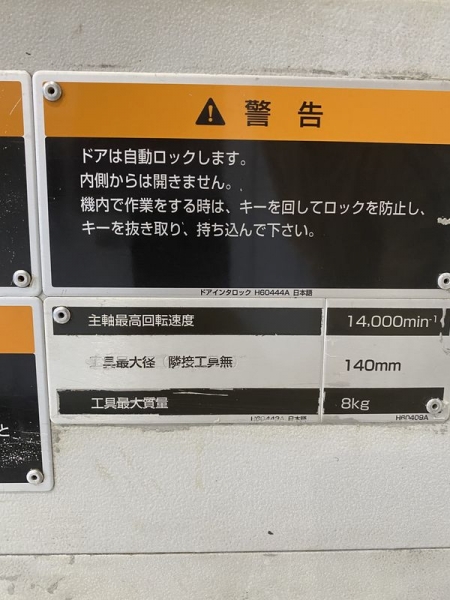 警告
ドアは自動ロックします。
内側からは開きません。
機内で作業をする時は、キーを回してロックを防止し、
キーを抜き取り、持ち込んで下さい。
ドアインタロック H60444A 日本語
主軸最高回転速度 14,000min⁻¹
工具最大径 隣接工具無 140mm
工具最大質量 8kg
H60409A
と